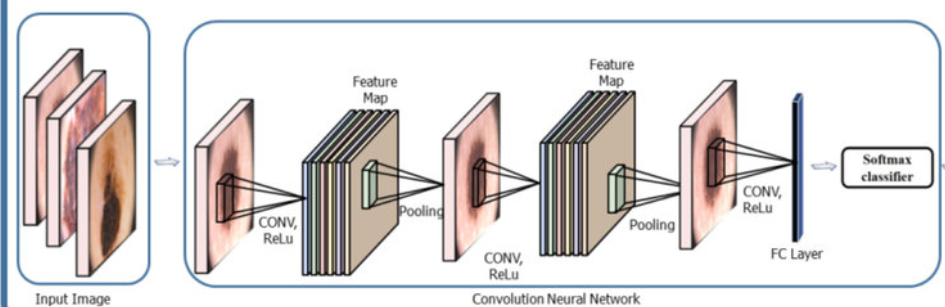 Feature
Map
CONV,
ReLu
Pooling
CONV,
ReLu
Feature
Map
Pooling
CONV,
ReLu
FC Layer
Softmax
classifier
Input Image
Convolution Neural Network